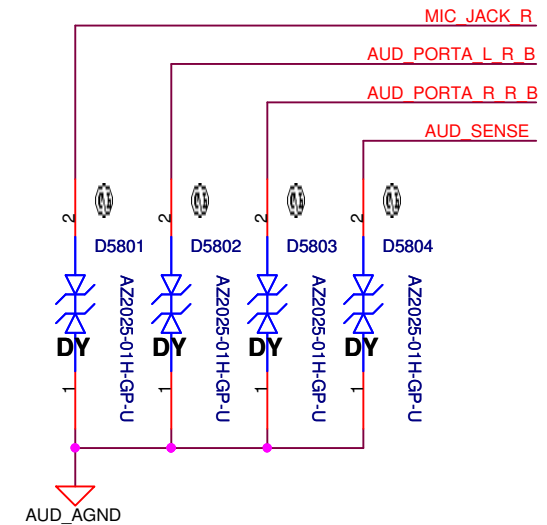 MIC_JACK_R
AUD_PORTA_L_R_B
AUD_PORTA_R_R_B
AUD_SENSE
2
2
2
2
D5801
D5802
D5803
D5804
AZ2025-01H-GP-U
AZ2025-01H-GP-U
AZ2025-01H-GP-U
AZ2025-01H-GP-U
DY
DY
DY
DY
1
1
1
1
AUD_AGND